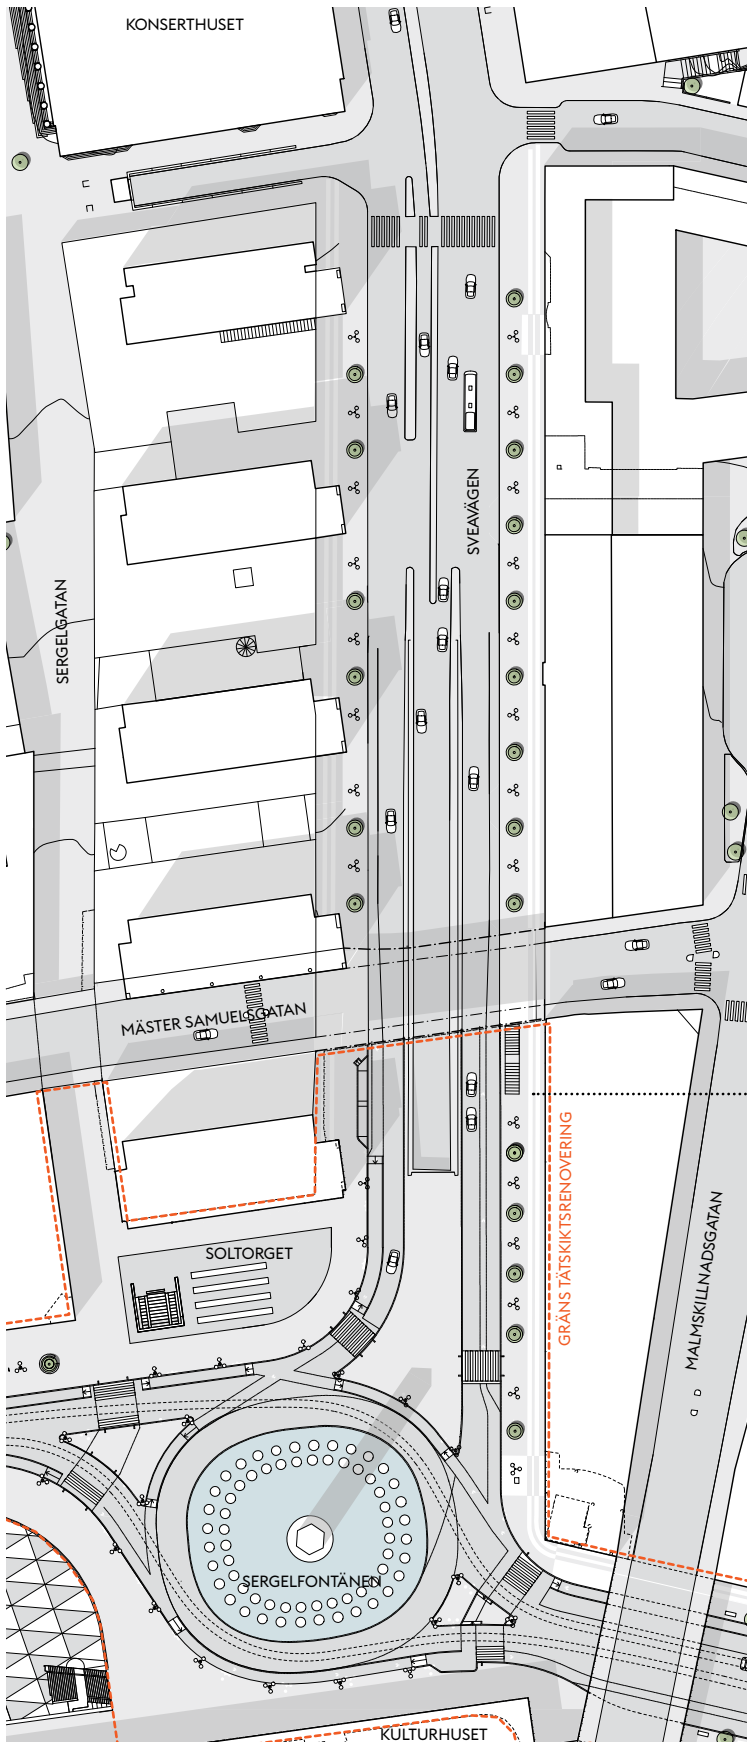 KONSERTHUSET
SVEAVÄGEN
SERGELGATAN
MÄSTER SAMUELSGATAN
GRÄNS TÄTSKIKTSRENOVERING
MALMSKILLNADSGATAN
SOLTORGET
SERGELFONTÄNEN
KULTURHUSET